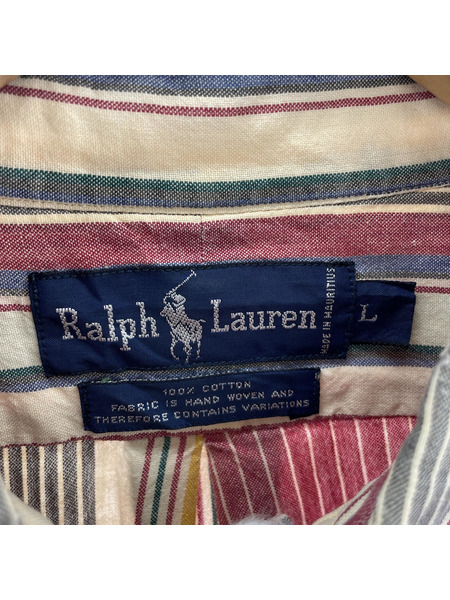 Ralph Lauren
MADE IN MAURITIUS
L
100% COTTON
FABRIC IS HAND WOVEN AND
THEREFORE CONTAINS VARIATIONS